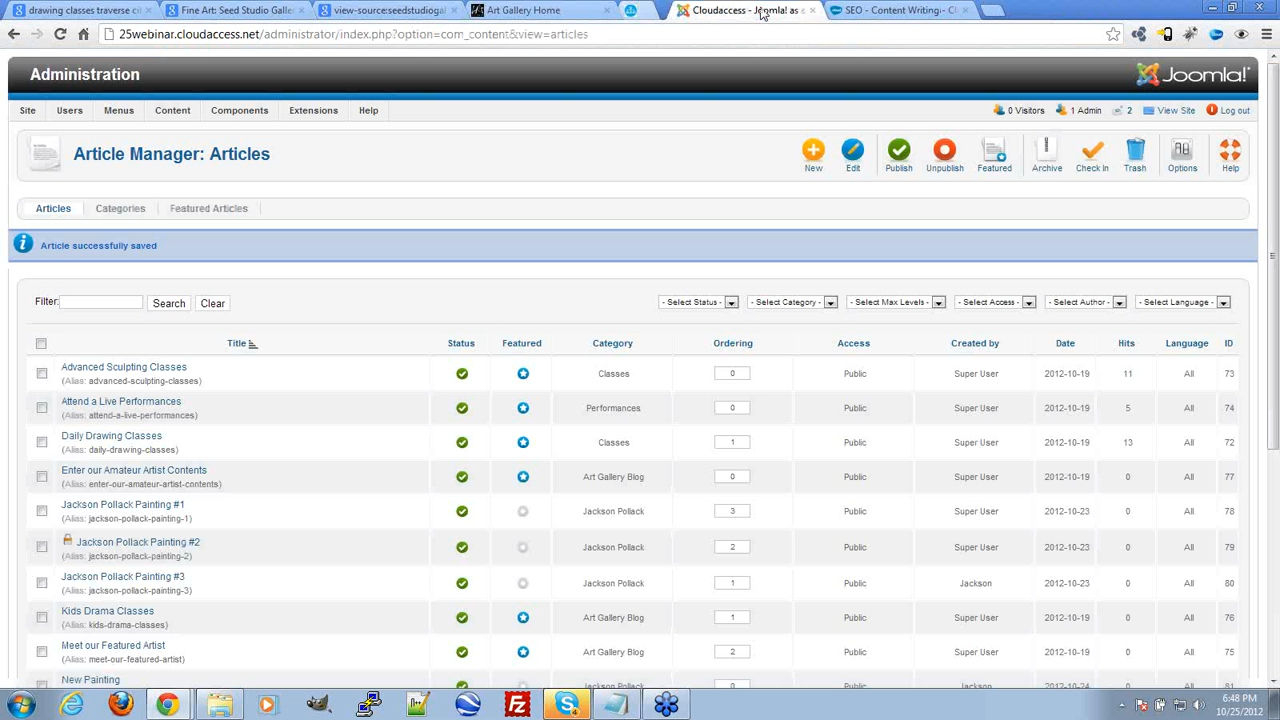 drawing classes traverse cit
Fine Art: Seed Studio Galle
view-source:seedstudiogal
Art Gallery Home
Cloudaccess - Joomla! as
SEO - Content Writing - Cl
25webinar.cloudaccess.net/administrator/index.php?option=com_content&view=articles
Administration
Joomla!
Site Users Menus Content Components Extensions Help
0 Visitors 1 Admin 2 View Site Log out
Article Manager: Articles
New Edit Publish Unpublish Featured Archive Check In Trash Options Help
Articles Categories Featured Articles
Article successfully saved
Filter: Search Clear
- Select Status - - Select Category - - Select Max Levels - - Select Access - - Select Author - - Select Language -
Title Status Featured Category Ordering Access Created by Date Hits Language ID
Advanced Sculpting Classes
(Alias: advanced-sculpting-classes)
Classes 0 Public Super User 2012-10-19 11 All 73
Attend a Live Performances
(Alias: attend-a-live-performances)
Performances 0 Public Super User 2012-10-19 5 All 74
Daily Drawing Classes
(Alias: daily-drawing-classes)
Classes 1 Public Super User 2012-10-19 13 All 72
Enter our Amateur Artist Contents
(Alias: enter-our-amateur-artist-contents)
Art Gallery Blog 0 Public Super User 2012-10-19 0 All 77
Jackson Pollack Painting #1
(Alias: jackson-pollack-painting-1)
Jackson Pollack 3 Public Super User 2012-10-23 0 All 78
Jackson Pollack Painting #2
(Alias: jackson-pollack-painting-2)
Jackson Pollack 2 Public Super User 2012-10-23 0 All 79
Jackson Pollack Painting #3
(Alias: jackson-pollack-painting-3)
Jackson Pollack 1 Public Jackson 2012-10-23 0 All 80
Kids Drama Classes
(Alias: kids-drama-classes)
Art Gallery Blog 1 Public Super User 2012-10-19 0 All 76
Meet our Featured Artist
(Alias: meet-our-featured-artist)
Art Gallery Blog 2 Public Super User 2012-10-19 0 All 75
New Painting
Jackson Pollack 0 Public Jackson 2012-10-24 0 All 81
6:48 PM
10/25/2012